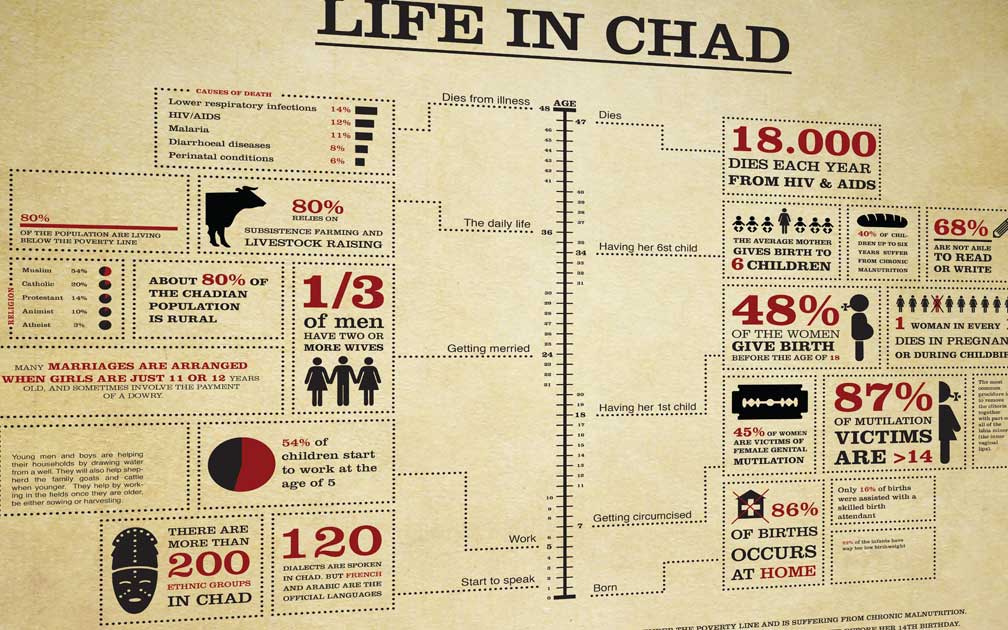 LIFE IN CHAD
CAUSES OF DEATH
Lower respiratory infections 14%
HIV/AIDS 12%
Malaria 11%
Diarrhoeal diseases 8%
Perinatal conditions 6%
80%
OF THE POPULATION ARE LIVING
BELOW THE POVERTY LINE
80%
RELIES ON
SUBSISTENCE FARMING AND
LIVESTOCK RAISING
RELIGION
Muslim 54%
Catholic 20%
Protestant 14%
Animist 10%
Atheist 3%
ABOUT 80% OF
THE CHADIAN
POPULATION
IS RURAL
1/3
of men
HAVE TWO OR
MORE WIVES
MANY MARRIAGES ARE ARRANGED
WHEN GIRLS ARE JUST 11 OR 12 YEARS
OLD, AND SOMETIMES INVOLVE THE PAYMENT
OF A DOWRY.
Young men and boys are helping
their households by drawing water
from a well. They will also help shep-
herd the family goats and cattle
when younger. They help by work-
ing in the fields once they are older,
be either sowing or harvesting.
54% of
children start
to work at the
age of 5
THERE ARE
MORE THAN
200
ETHNIC GROUPS
IN CHAD
120
DIALECTS ARE SPOKEN
IN CHAD. BUT FRENCH
AND ARABIC ARE THE
OFFICIAL LANGUAGES
Dies from illness
The daily life
Getting merried
Work
Start to speak
AGE
48
47
46
45
44
43
42
41
40
39
38
37
36
35
34
33
31
30
29
28
27
26
25
24
23
22
21
20
19
18
17
16
15
14
13
12
11
10
9
8
7
6
5
4
3
2
1
0
Dies
Having her 6st child
Having her 1st child
Getting circumcised
Born
18.000
DIES EACH YEAR
FROM HIV & AIDS
THE AVERAGE MOTHER
GIVES BIRTH TO
6 CHILDREN
40% OF CHIL-
DREN UP TO SIX
YEARS SUFFER
FROM CHRONIC
MALNUTRITION
68%
ARE NOT ABLE
TO READ
OR WRITE
48%
OF THE WOMEN
GIVE BIRTH
BEFORE THE AGE OF 18
1 WOMAN IN EVERY
DIES IN PREGNAN
OR DURING CHILDBI
45% OF WOMEN
ARE VICTIMS OF
FEMALE GENITAL
MUTILATION
87%
OF MUTILATION
VICTIMS
ARE >14
The most
common
procedure i
to remove
the clitoris
together
with part o
all of the
labia minor
(the inner
vaginal
lips).
86%
OF BIRTHS
OCCURS
AT HOME
Only 16% of births
were assisted with a
skilled birth
attendant
of the infants have
way too low birthweight
THE POVERTY LINE AND IS SUFFERING FROM CHRONIC MALNUTRITION.
HER 14TH BIRTHDAY.